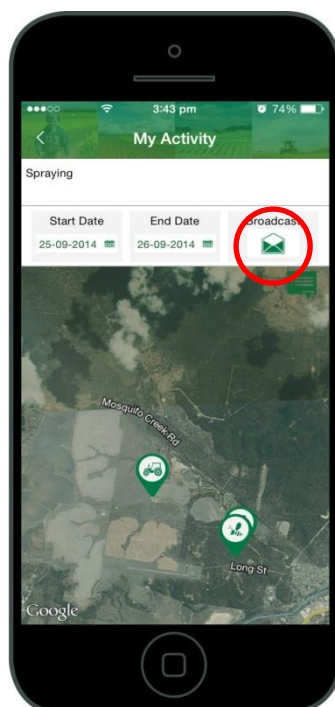 3:43 pm 74%
My Activity
Spraying
Start Date End Date Broadcast
25-09-2014 26-09-2014
Mosquito Creek Rd
Long St
Google